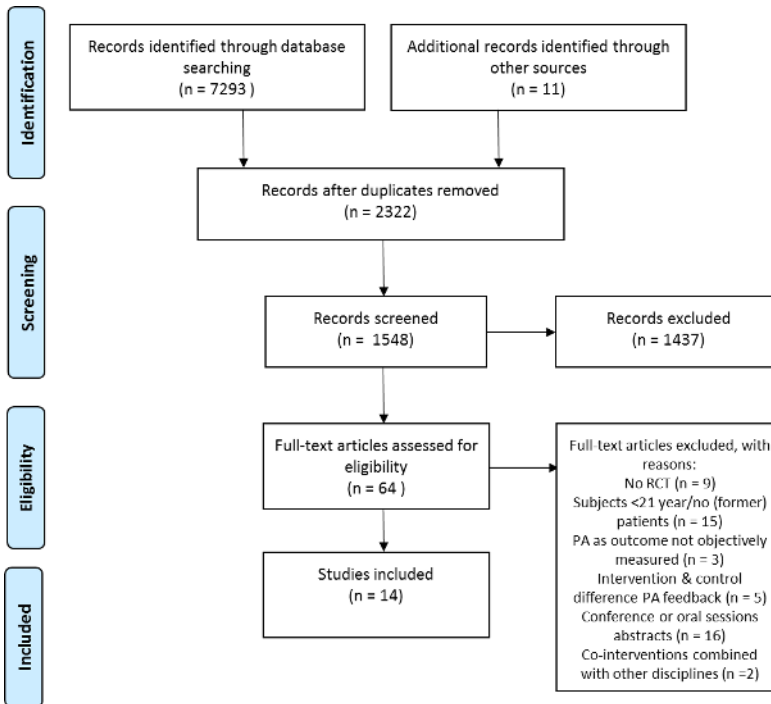 Identification
Records identified through database
searching
(n = 7293 )
Additional records identified through
other sources
(n = 11)
Records after duplicates removed
(n = 2322)
Screening
Records screened
(n = 1548)
Records excluded
(n = 1437)
Eligibility
Full-text articles assessed for
eligibility
(n = 64 )
Full-text articles excluded, with
reasons:
No RCT (n = 9)
Subjects <21 year/no (former)
patients (n = 15)
PA as outcome not objectively
measured (n = 3)
Intervention & control
difference PA feedback (n = 5)
Conference or oral sessions
abstracts (n = 16)
Co-interventions combined
with other disciplines (n =2)
Included
Studies included
(n = 14)